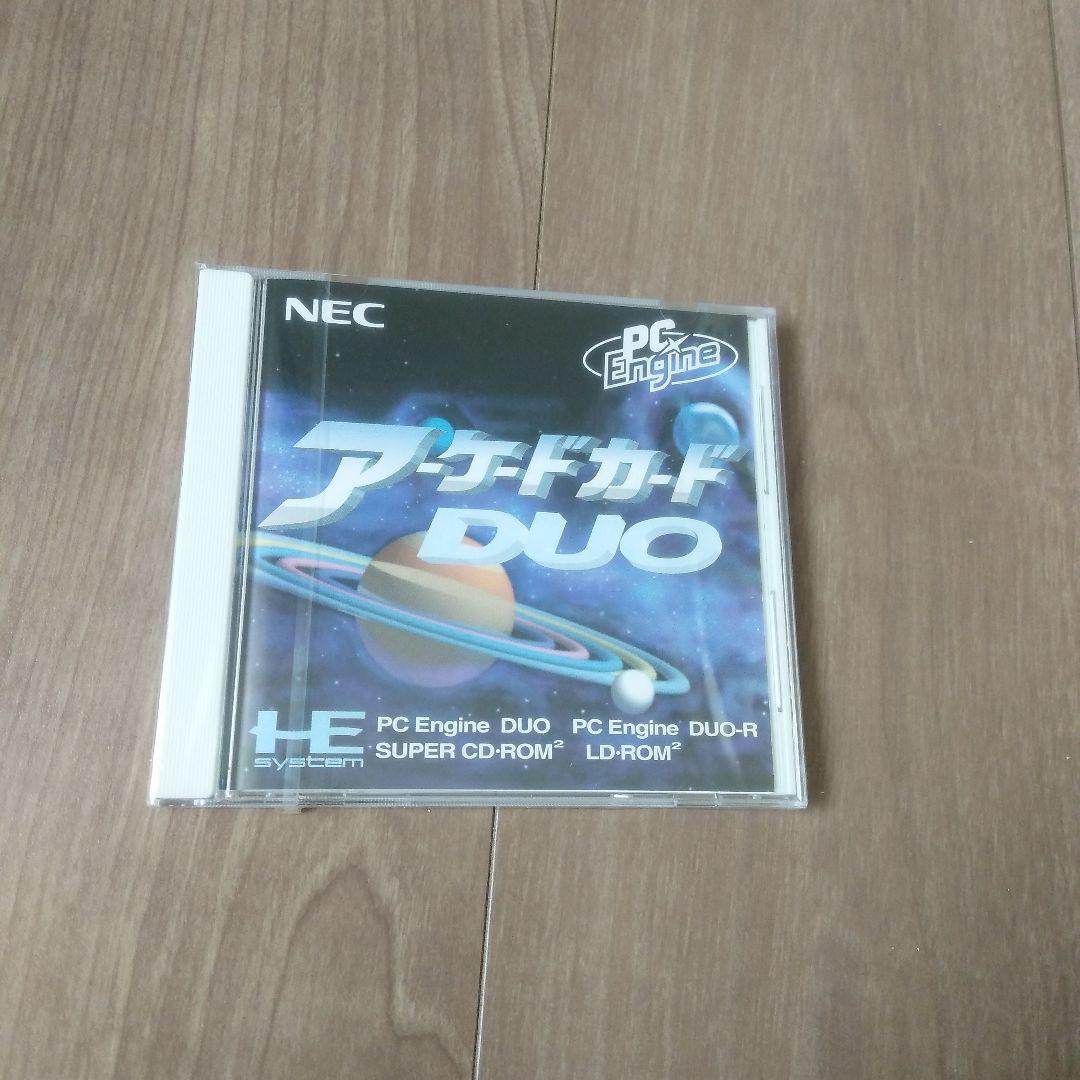 NEC
PC Engine
アーケードカード
DUO
HE system
PC Engine DUO PC Engine DUO-R
SUPER CD・ROM² LD・ROM²